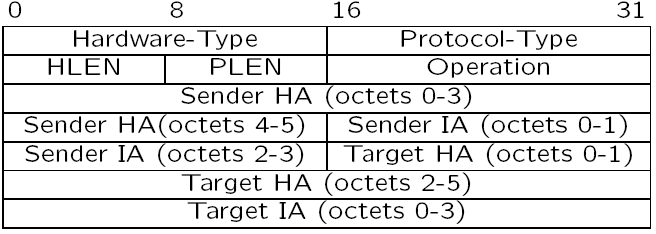 0 8 16 31
Hardware-Type Protocol-Type
HLEN PLEN Operation
Sender HA (octets 0-3)
Sender HA(octets 4-5) Sender IA (octets 0-1)
Sender IA (octets 2-3) Target HA (octets 0-1)
Target HA (octets 2-5)
Target IA (octets 0-3)